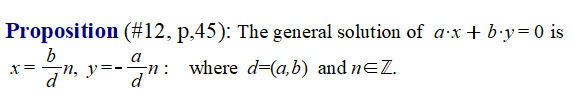 Proposition (#12, p,45): The general solution of a·x + b·y = 0 is
x = b/d n, y = - a/d n : where d=(a,b) and n∈ℤ.